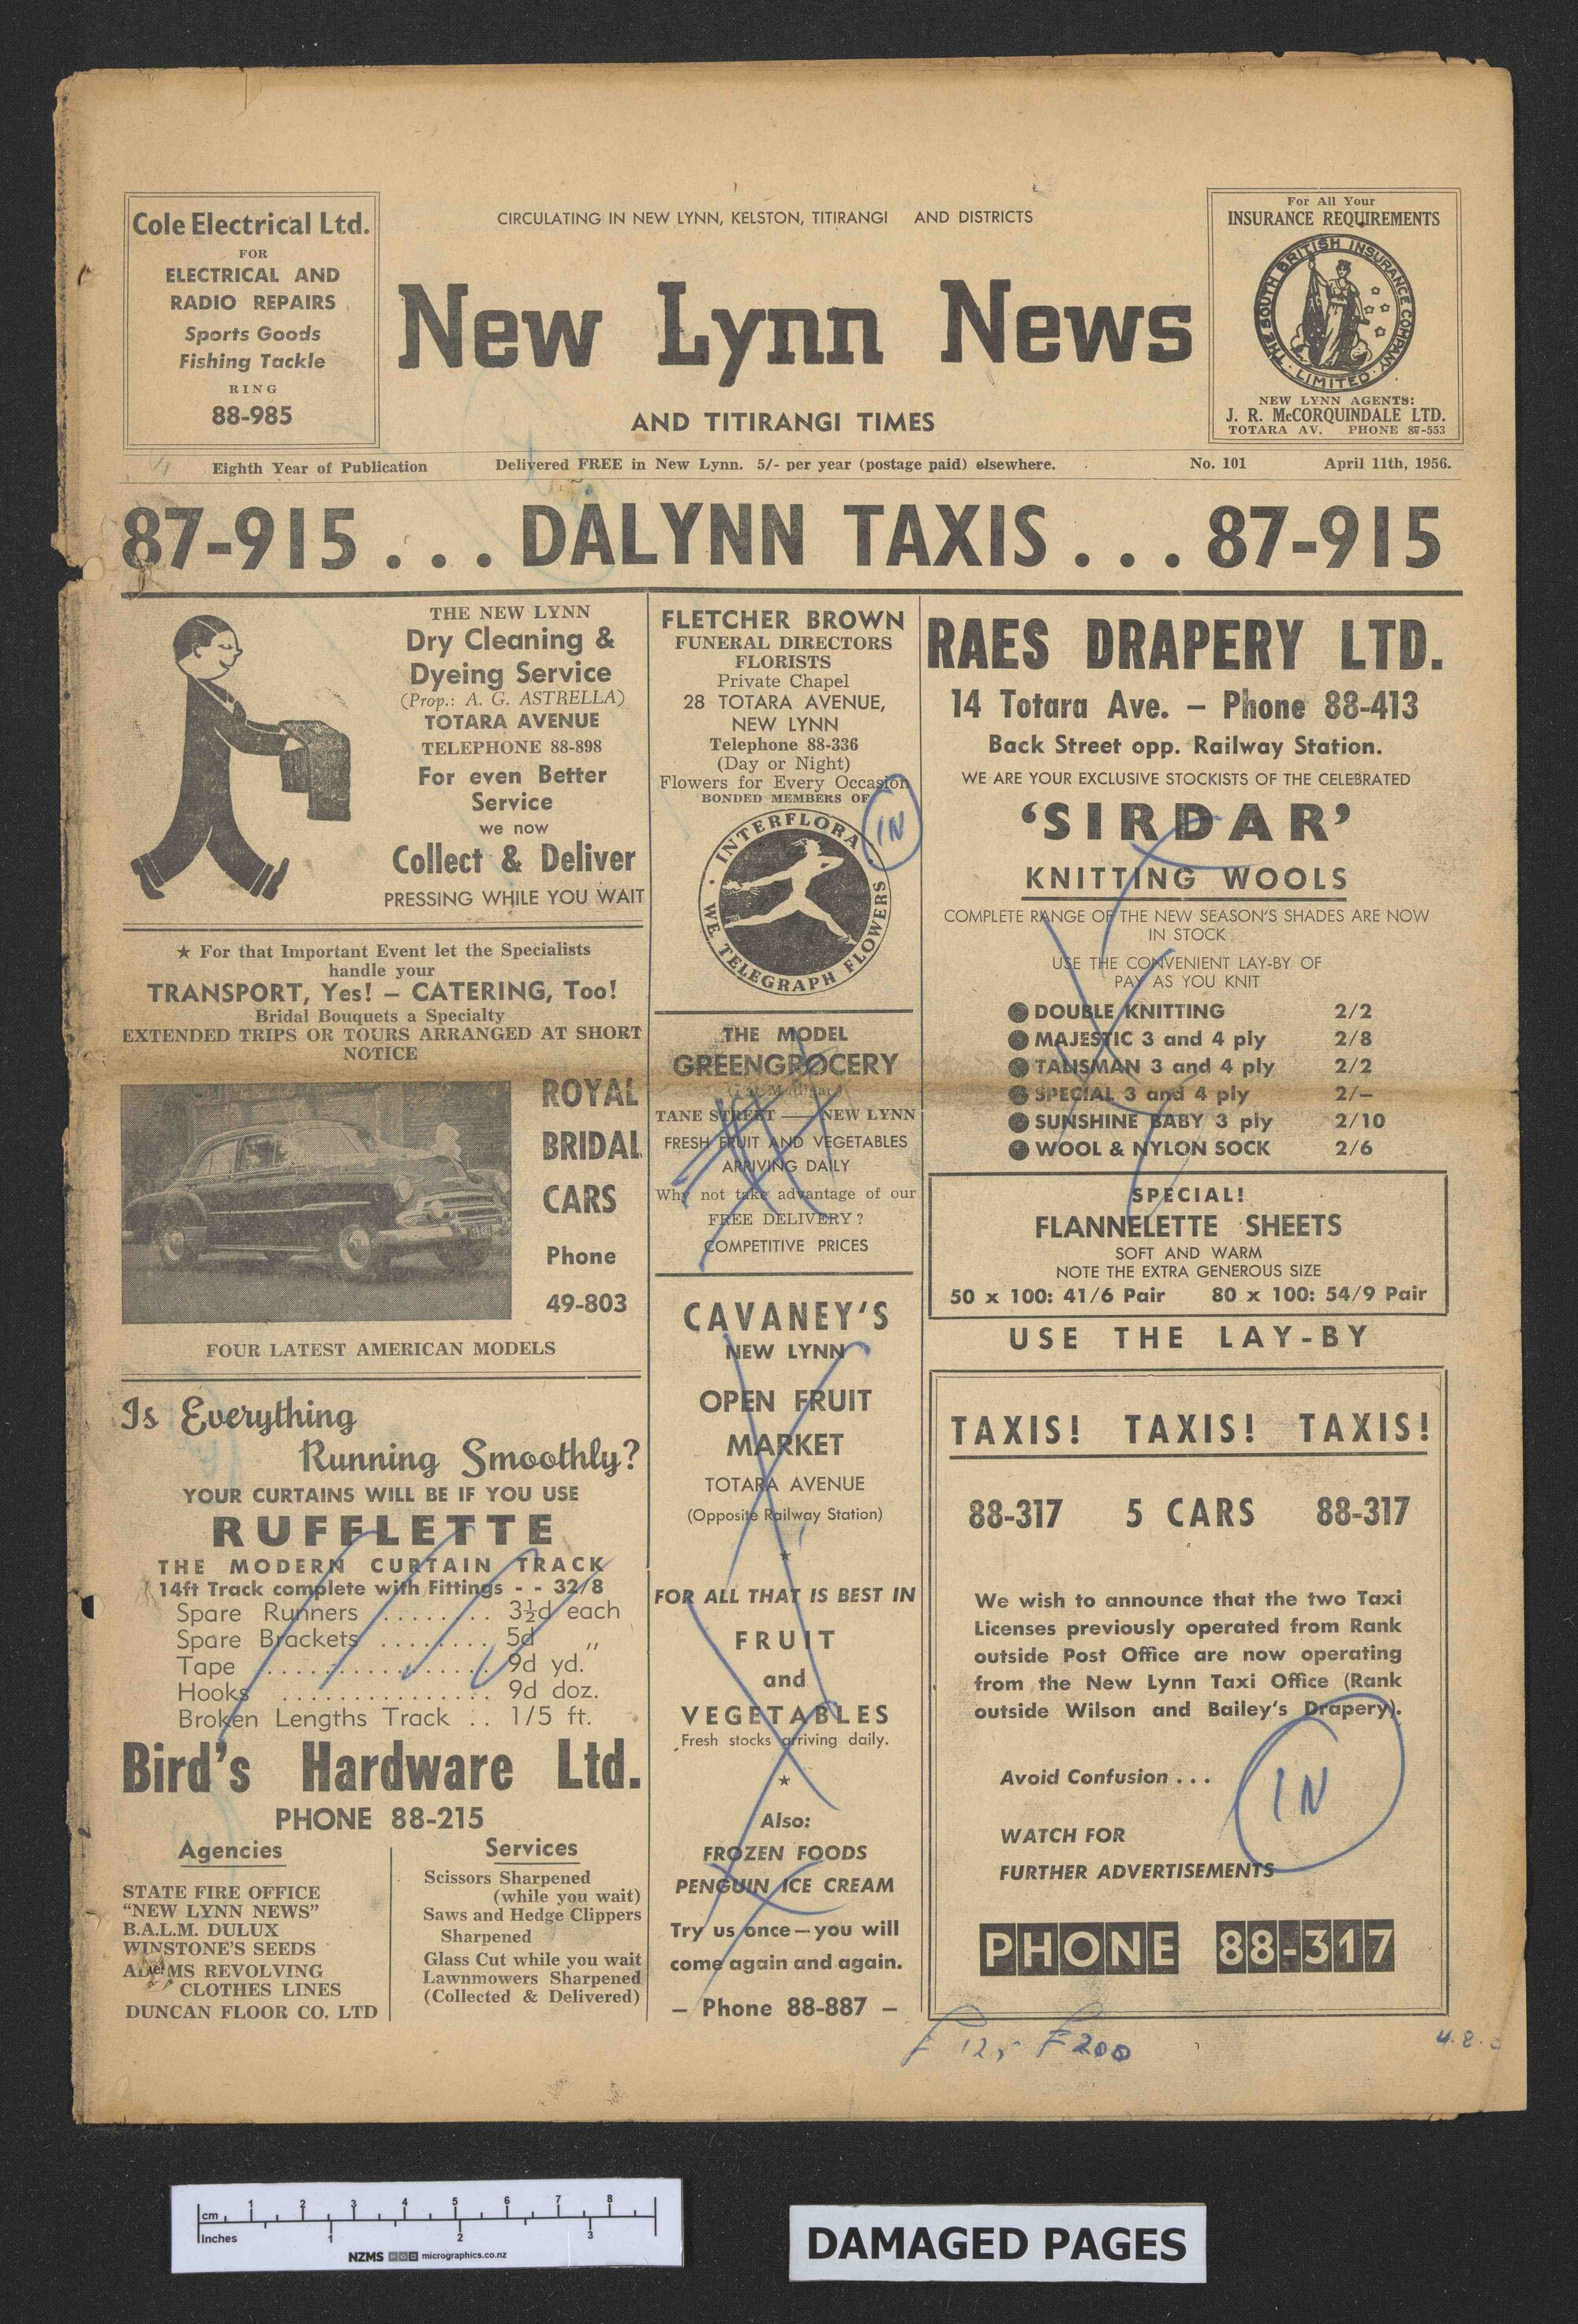 Cole Electrical Ltd.
FOR
ELECTRICAL AND
RADIO REPAIRS
Sports Goods
Fishing Tackle
RING
88-985
CIRCULATING IN NEW LYNN, KELSTON, TITIRANGI AND DISTRICTS
New Lynn News
AND TITIRANGI TIMES
For All Your
INSURANCE REQUIREMENTS
THE SOUTH BRITISH INSURANCE COMPANY LIMITED
NEW LYNN AGENTS:
J. R. McCORQUINDALE LTD.
TOTARA AV. PHONE 87-553
Eighth Year of Publication Delivered FREE in New Lynn. 5/- per year (postage paid) elsewhere. No. 101 April 11th, 1956.
87-915 . . . DALYNN TAXIS . . . 87-915
THE NEW LYNN
Dry Cleaning &
Dyeing Service
(Prop.: A. G. ASTRELLA)
TOTARA AVENUE
TELEPHONE 88-898
For even Better
Service
we now
Collect & Deliver
PRESSING WHILE YOU WAIT
★ For that Important Event let the Specialists
handle your
TRANSPORT, Yes! — CATERING, Too!
Bridal Bouquets a Specialty
EXTENDED TRIPS OR TOURS ARRANGED AT SHORT
NOTICE
ROYAL
BRIDAL
CARS
Phone
49-803
FOUR LATEST AMERICAN MODELS
Is Everything
Running Smoothly?
YOUR CURTAINS WILL BE IF YOU USE
RUFFLETTE
THE MODERN CURTAIN TRACK
14ft Track complete with Fittings - - 32/8
Spare Runners ........ 3½d each
Spare Brackets ........ 5d ,,
Tape ................ 9d yd.
Hooks ............... 9d doz.
Broken Lengths Track .. 1/5 ft.
Bird's Hardware Ltd.
PHONE 88-215
Agencies
STATE FIRE OFFICE
"NEW LYNN NEWS"
B.A.L.M. DULUX
WINSTONE'S SEEDS
MS REVOLVING
CLOTHES LINES
DUNCAN FLOOR CO. LTD
Services
Scissors Sharpened
(while you wait)
Saws and Hedge Clippers
Sharpened
Glass Cut while you wait
Lawnmowers Sharpened
(Collected & Delivered)
FLETCHER BROWN
FUNERAL DIRECTORS
FLORISTS
Private Chapel
28 TOTARA AVENUE,
NEW LYNN
Telephone 88-336
(Day or Night)
Flowers for Every Occasion
BONDED MEMBERS OF
IN
INTERFLORA
WE TELEGRAPH FLOWERS
THE MODEL
GREENGROCERY
TANE STREET —— NEW LYNN
FRESH FRUIT AND VEGETABLES
ARRIVING DAILY
Why not take advantage of our
FREE DELIVERY?
COMPETITIVE PRICES
CAVANEY'S
NEW LYNN
OPEN FRUIT
MARKET
TOTARA AVENUE
(Opposite Railway Station)
★
FOR ALL THAT IS BEST IN
FRUIT
and
VEGETABLES
Fresh stocks arriving daily.
★
Also:
FROZEN FOODS
PENGUIN ICE CREAM
Try us once — you will
come again and again.
— Phone 88-887 —
RAES DRAPERY LTD.
14 Totara Ave. — Phone 88-413
Back Street opp. Railway Station.
WE ARE YOUR EXCLUSIVE STOCKISTS OF THE CELEBRATED
'SIRDAR'
KNITTING WOOLS
COMPLETE RANGE OF THE NEW SEASON'S SHADES ARE NOW
IN STOCK
USE THE CONVENIENT LAY-BY OF
PAY AS YOU KNIT
● DOUBLE KNITTING 2/2
● MAJESTIC 3 and 4 ply 2/8
● TALISMAN 3 and 4 ply 2/2
● SPECIAL 3 and 4 ply 2/–
● SUNSHINE BABY 3 ply 2/10
● WOOL & NYLON SOCK 2/6
SPECIAL!
FLANNELETTE SHEETS
SOFT AND WARM
NOTE THE EXTRA GENEROUS SIZE
50 x 100: 41/6 Pair 80 x 100: 54/9 Pair
USE THE LAY-BY
TAXIS! TAXIS! TAXIS!
88-317 5 CARS 88-317
We wish to announce that the two Taxi
Licenses previously operated from Rank
outside Post Office are now operating
from the New Lynn Taxi Office (Rank
outside Wilson and Bailey's Drapery).
Avoid Confusion . . .
IN
WATCH FOR
FURTHER ADVERTISEMENTS
PHONE 88-317
F 125 F 200
4.8.
cm 1 2 3 4 5 6 7 8
Inches 1 2 3
NZMS micrographics.co.nz
DAMAGED PAGES